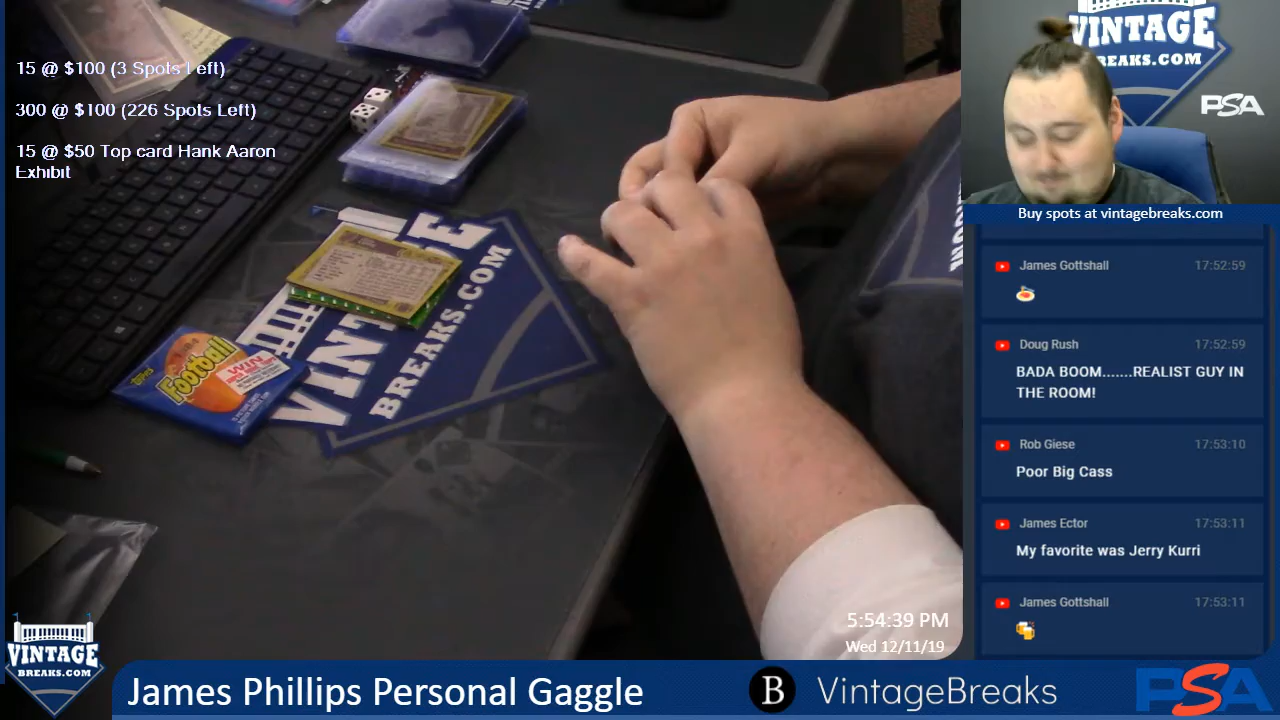 15 @ $100 (3 Spots Left)
300 @ $100 (226 Spots Left)
15 @ $50 Top card Hank Aaron
Exhibit
VINTAGE
BREAKS.COM
PSA
Buy spots at vintagebreaks.com
James Gottshall 17:52:59
Doug Rush 17:52:59
BADA BOOM.......REALIST GUY IN
THE ROOM!
Rob Giese 17:53:10
Poor Big Cass
James Ector 17:53:11
My favorite was Jerry Kurri
James Gottshall 17:53:11
BREAKS.COM
TOPPS
Football
WIN
5:54:39 PM
Wed 12/11/19
VINTAGE
BREAKS.COM
James Phillips Personal Gaggle
B VintageBreaks
PSA